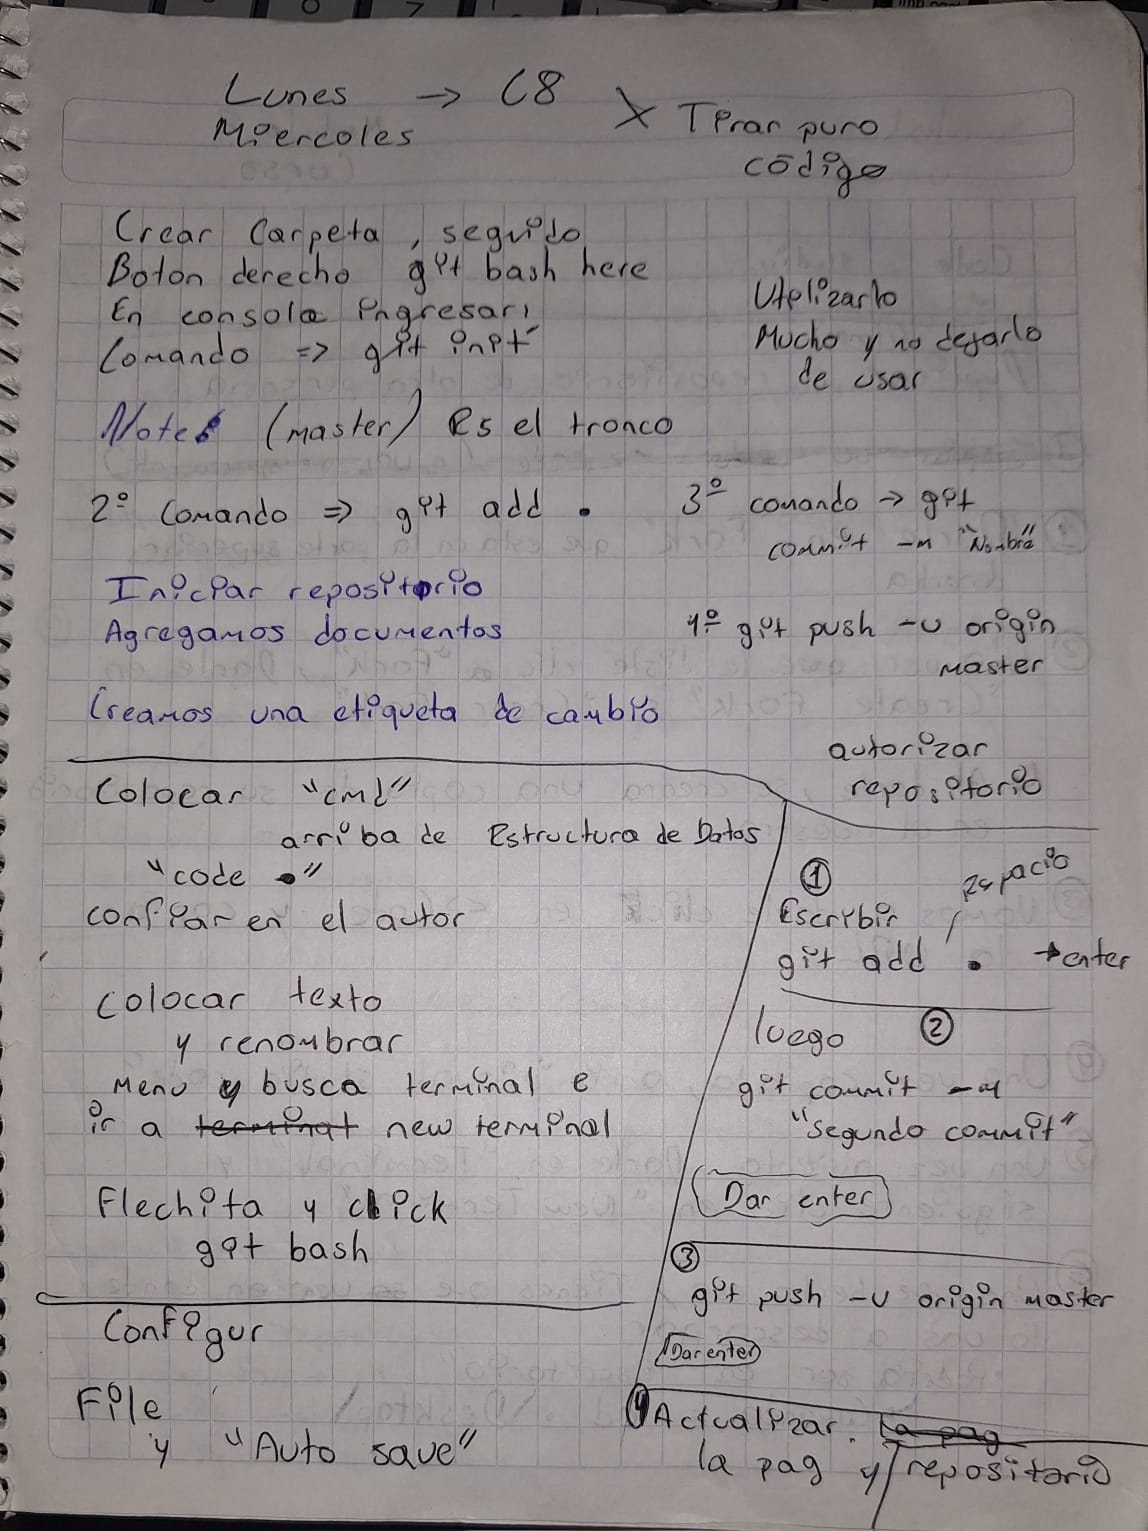 Lunes → C8
Miercoles
X Tirar puro
código
Crear Carpeta, seguido
Boton derecho git bash here
En consola ingresar,
Comando => git init
Utilizarlo
Mucho y no dejarlo
de usar
Note (master) Es el tronco
2º Comando => git add .
3º comando → git
commit -m "Nombre"
Iniciar repositorio
Agregamos documentos
Creamos una etiqueta de cambio
4º git push -u origin
master
autorizar
repositorio
Colocar "cmd"
arriba de Estructura de Datos
"code ."
confiar en el autor
colocar texto
y renombrar
Menu y busca terminal e
ir a terminal new terminal
Flechita y click
git bash
Configur
File
y "Auto save"
① Espacio
Escribir
git add . → enter
luego ②
git commit -m
"segundo commit"
Dar enter
③
git push -u origin master
Dar enter
④ Actualizar. la pag
la pag y/repositorio